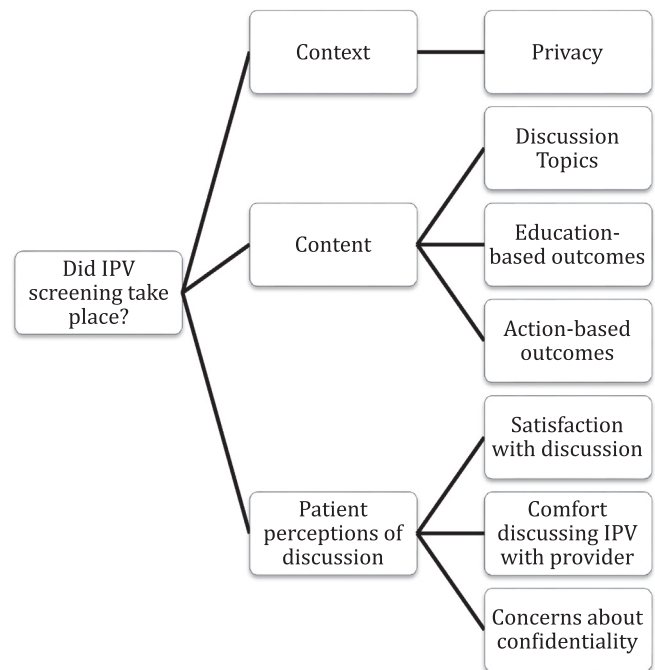 Context
Privacy
Discussion
Topics
Content
Education-
based outcomes
Did IPV
screening take
place?
Action-based
outcomes
Satisfaction
with discussion
Patient
perceptions of
discussion
Comfort
discussing IPV
with provider
Concerns about
confidentiality